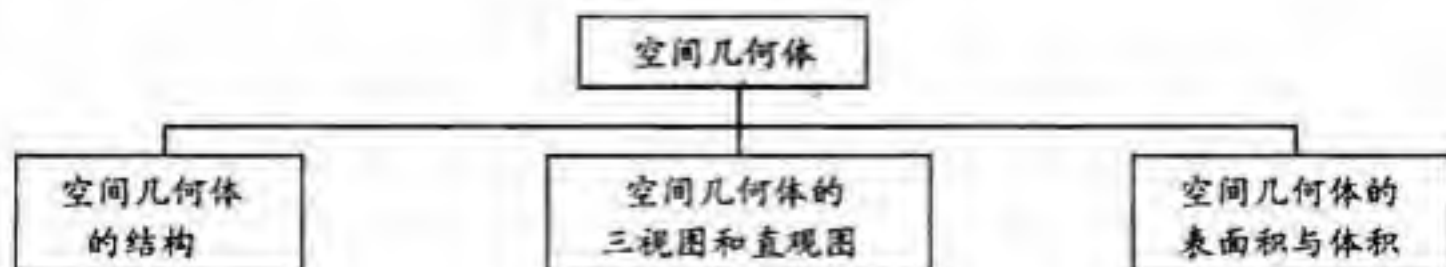 空间几何体
空间几何体
的结构
空间几何体的
三视图和直观图
空间几何体的
表面积与体积